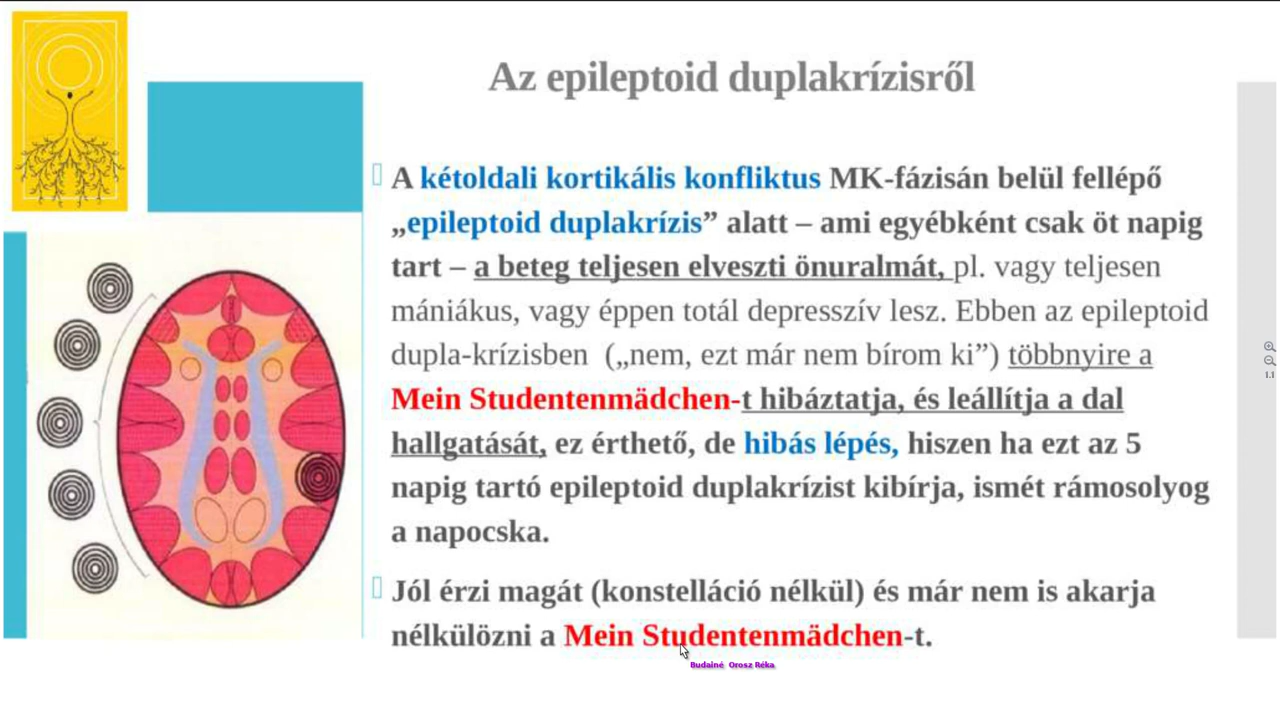 Az epileptoid duplakrízisről
A kétoldali kortikális konfliktus MK-fázisán belül fellépő
„epileptoid duplakrízis” alatt – ami egyébként csak öt napig
tart – a beteg teljesen elveszti önuralmát, pl. vagy teljesen
mániákus, vagy éppen totál depresszív lesz. Ebben az epileptoid
dupla-krízisben („nem, ezt már nem bírom ki”) többnyire a
Mein Studentenmädchen-t hibáztatja, és leállítja a dal
hallgatását, ez érthető, de hibás lépés, hiszen ha ezt az 5
napig tartó epileptoid duplakrízist kibírja, ismét rámosolyog
a napocska.
Jól érzi magát (konstelláció nélkül) és már nem is akarja
nélkülözni a Mein Studentenmädchen-t.
Budainé Orosz Réka
1:1